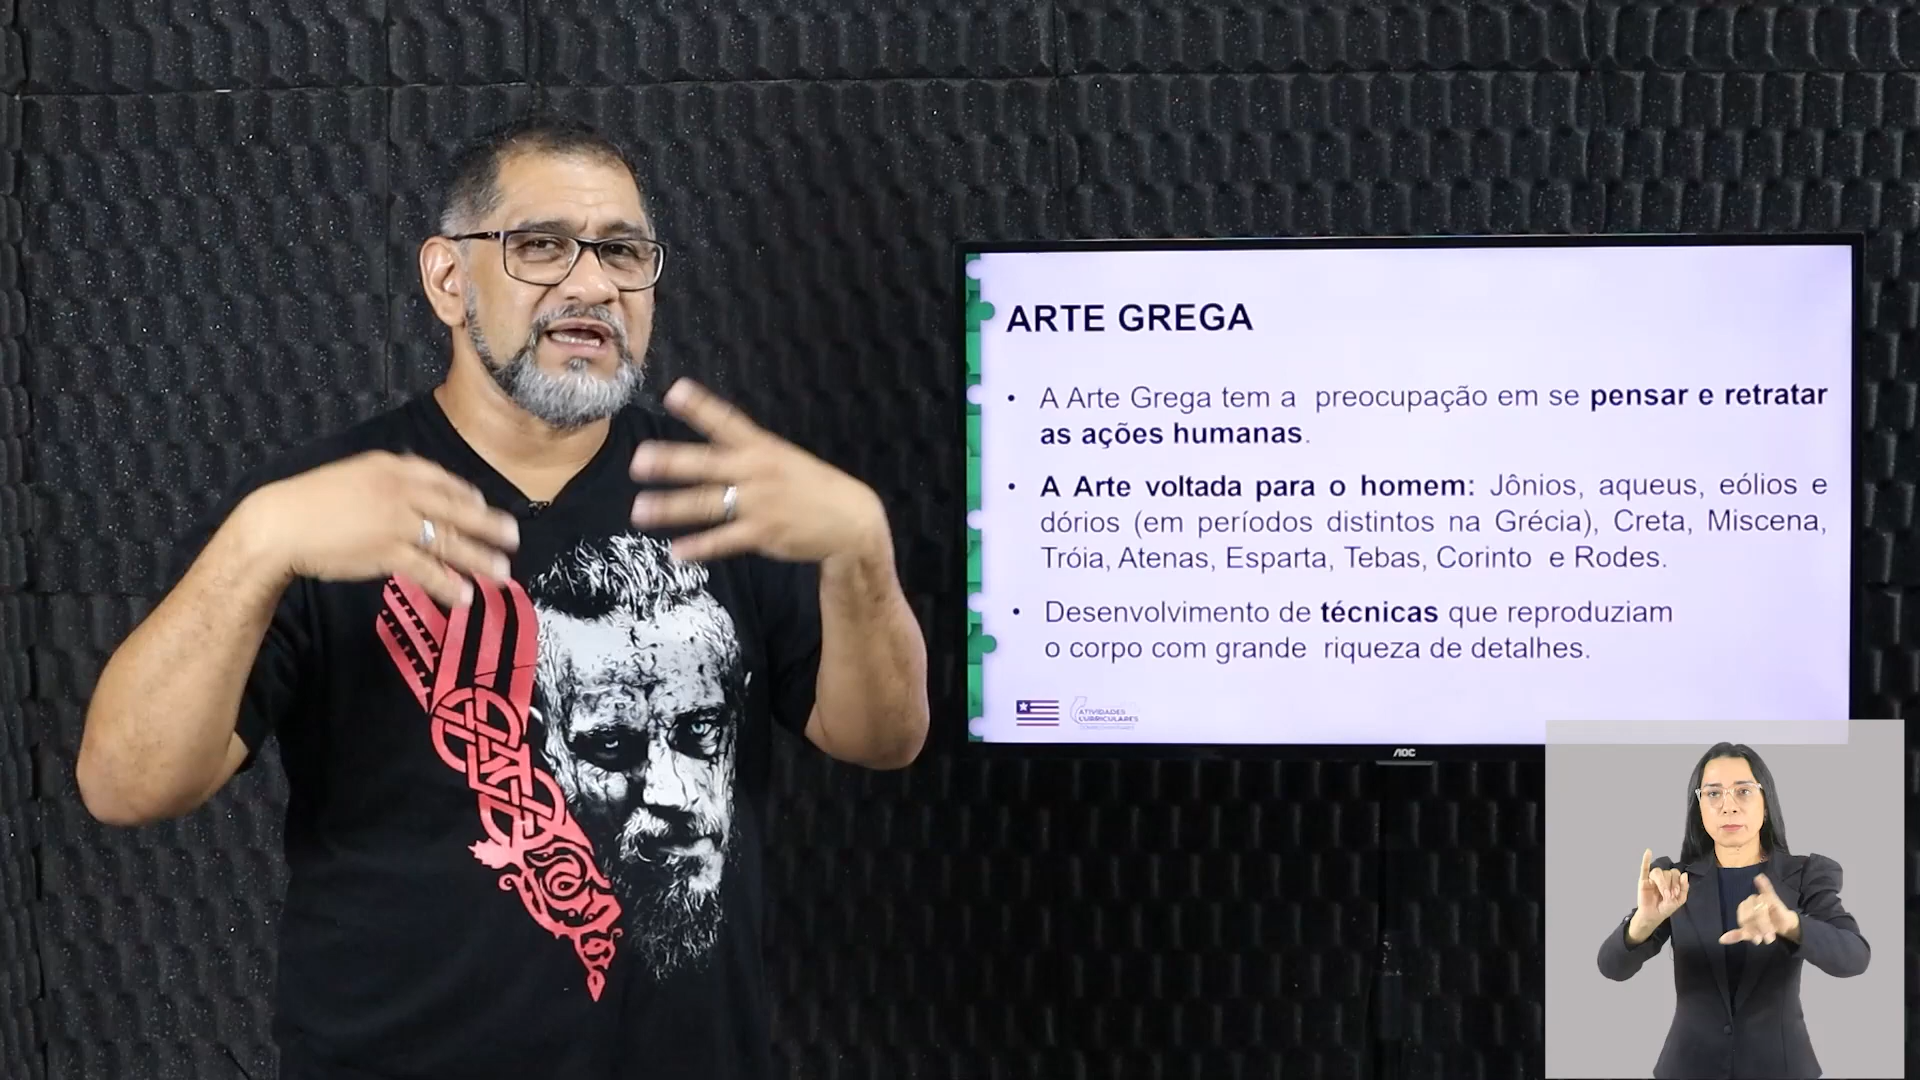 ARTE GREGA
• A Arte Grega tem a preocupação em se pensar e retratar
as ações humanas.
• A Arte voltada para o homem: Jônios, aqueus, eólios e
dórios (em períodos distintos na Grécia), Creta, Miscena,
Tróia, Atenas, Esparta, Tebas, Corinto e Rodes.
• Desenvolvimento de técnicas que reproduziam
o corpo com grande riqueza de detalhes.
ATIVIDADES
CURRICULARES
AOC